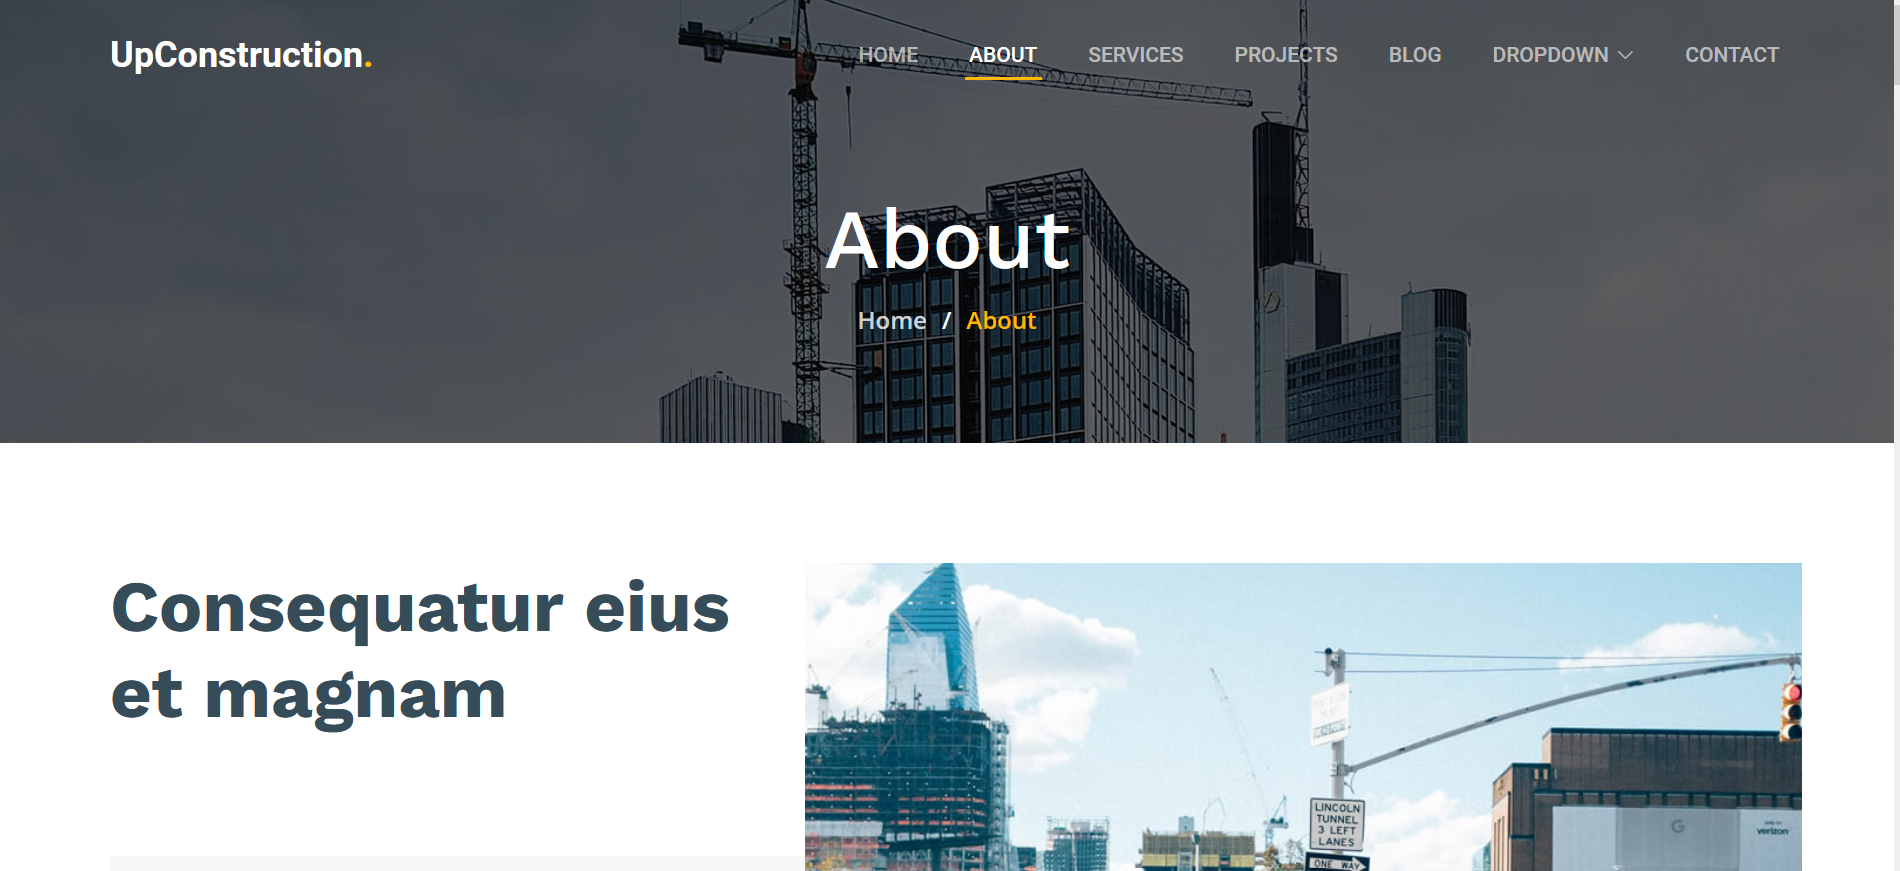 UpConstruction.
HOME ABOUT SERVICES PROJECTS BLOG DROPDOWN CONTACT
About
Home / About
Consequatur eius
et magnam
LINCOLN
TUNNEL
3 LEFT
LANES
ONE WAY
verizon